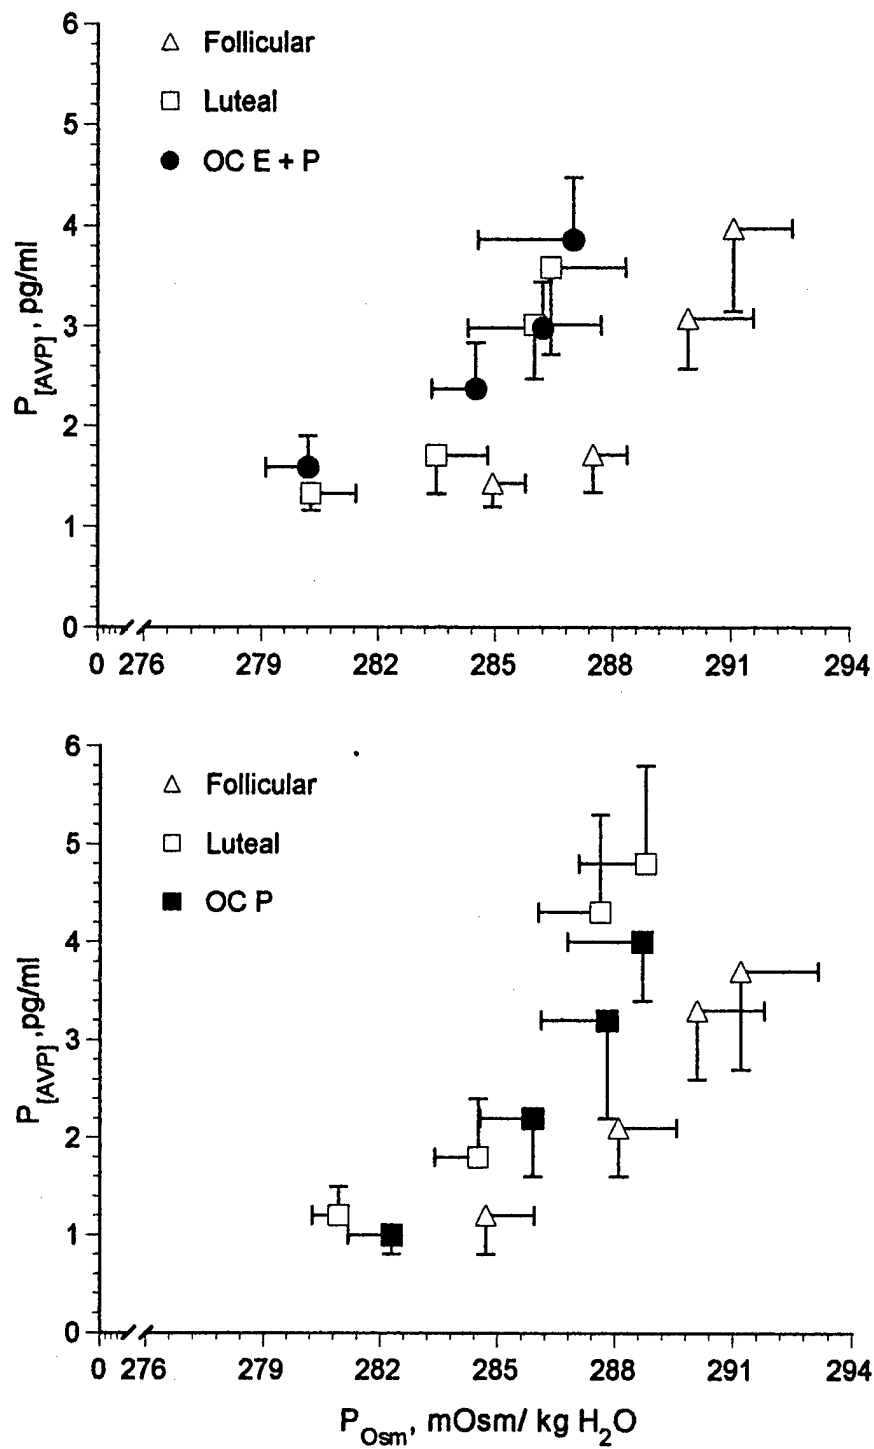 6
Follicular
Luteal
5
OC E + P
4
3
2
1
0
P[AVP], pg/ml
0 276 279 282 285 288 291 294
6
Follicular
5
Luteal
OC P
4
3
2
1
0
P[AVP],pg/ml
0 276 279 282 285 288 291 294
POsm, mOsm/ kg H2O